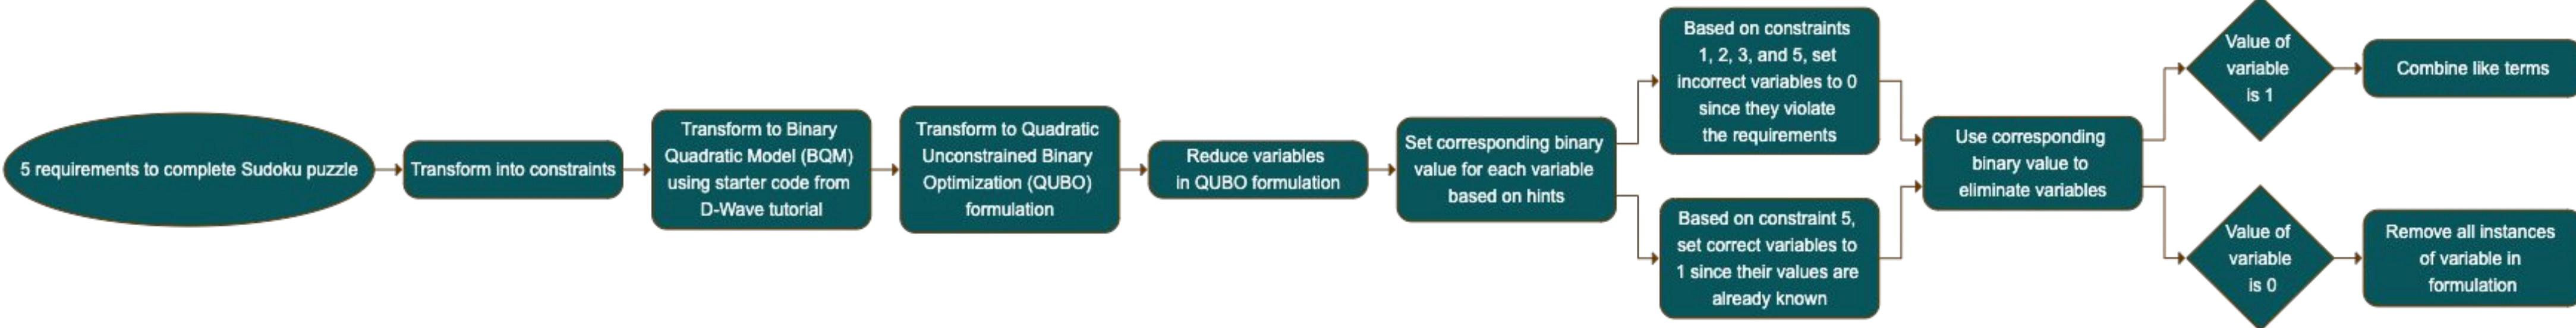 5 requirements to complete Sudoku puzzle
Transform into constraints
Transform to Binary
Quadratic Model (BQM)
using starter code from
D-Wave tutorial
Transform to Quadratic
Unconstrained Binary
Optimization (QUBO)
formulation
Reduce variables
in QUBO formulation
Set corresponding binary
value for each variable
based on hints
Based on constraints
1, 2, 3, and 5, set
incorrect variables to 0
since they violate
the requirements
Based on constraint 5,
set correct variables to
1 since their values are
already known
Use corresponding
binary value to
eliminate variables
Value of
variable
is 1
Combine like terms
Value of
variable
is 0
Remove all instances
of variable in
formulation